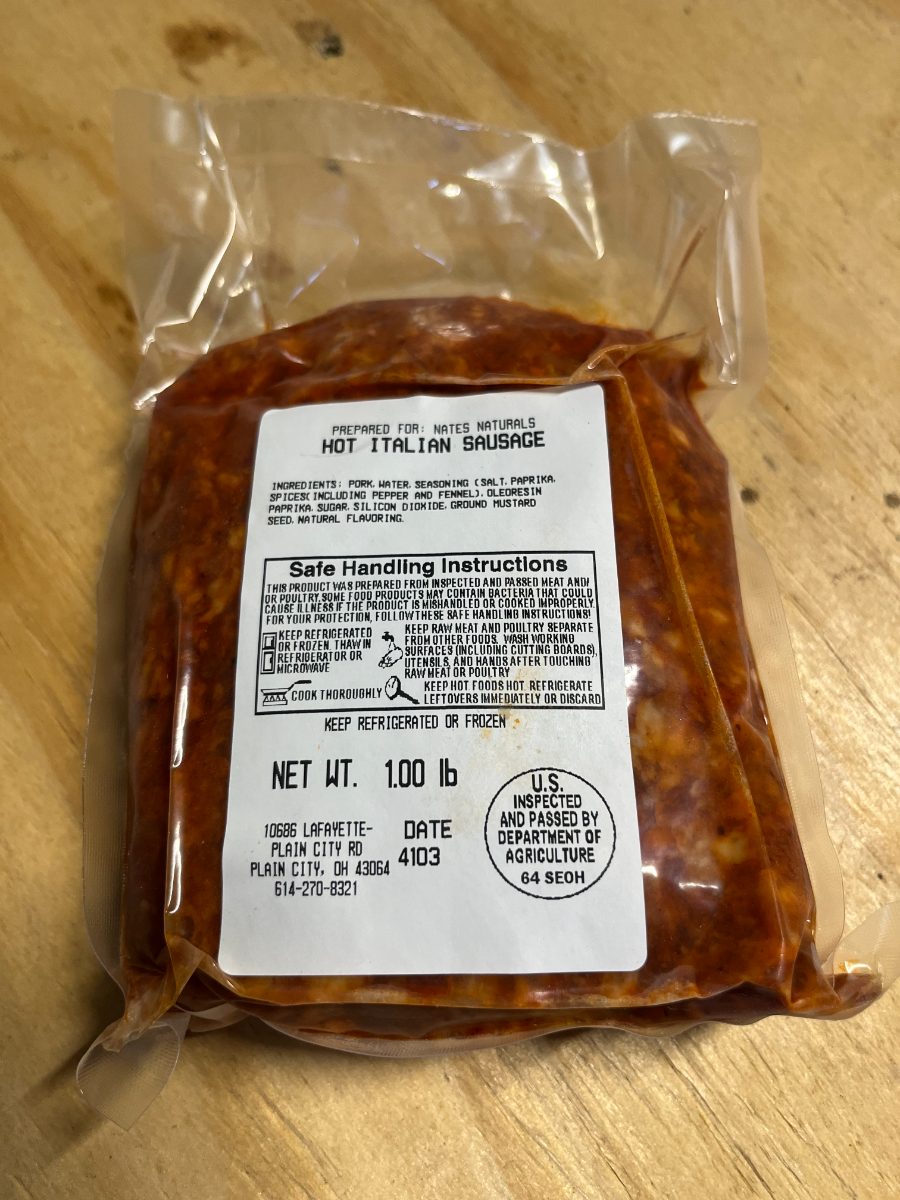 PREPARED FOR: NATES NATURALS
HOT ITALIAN SAUSAGE
INGREDIENTS: PORK, WATER, SEASONING (SALT, PAPRIKA,
SPICES( INCLUDING PEPPER AND FENNEL), OLEORESIN
PAPRIKA, SUGAR, SILICON DIOXIDE, GROUND MUSTARD
SEED, NATURAL FLAVORING.
Safe Handling Instructions
THIS PRODUCT WAS PREPARED FROM INSPECTED AND PASSED MEAT AND/
OR POULTRY. SOME FOOD PRODUCTS MAY CONTAIN BACTERIA THAT COULD
CAUSE ILLNESS IF THE PRODUCT IS MISHANDLED OR COOKED IMPROPERLY.
FOR YOUR PROTECTION, FOLLOW THESE SAFE HANDLING INSTRUCTIONS!
KEEP REFRIGERATED
OR FROZEN. THAW IN
REFRIGERATOR OR
MICROWAVE
KEEP RAW MEAT AND POULTRY SEPARATE
FROM OTHER FOODS. WASH WORKING
SURFACES (INCLUDING CUTTING BOARDS),
UTENSILS, AND HANDS AFTER TOUCHING
RAW MEAT OR POULTRY
COOK THOROUGHLY
KEEP HOT FOODS HOT. REFRIGERATE
LEFTOVERS IMMEDIATELY OR DISCARD
KEEP REFRIGERATED OR FROZEN
NET WT. 1.00 lb
10686 LAFAYETTE-
PLAIN CITY RD
PLAIN CITY, OH 43064
614-270-8321
DATE
4103
U.S.
INSPECTED
AND PASSED BY
DEPARTMENT OF
AGRICULTURE
64 SEOH